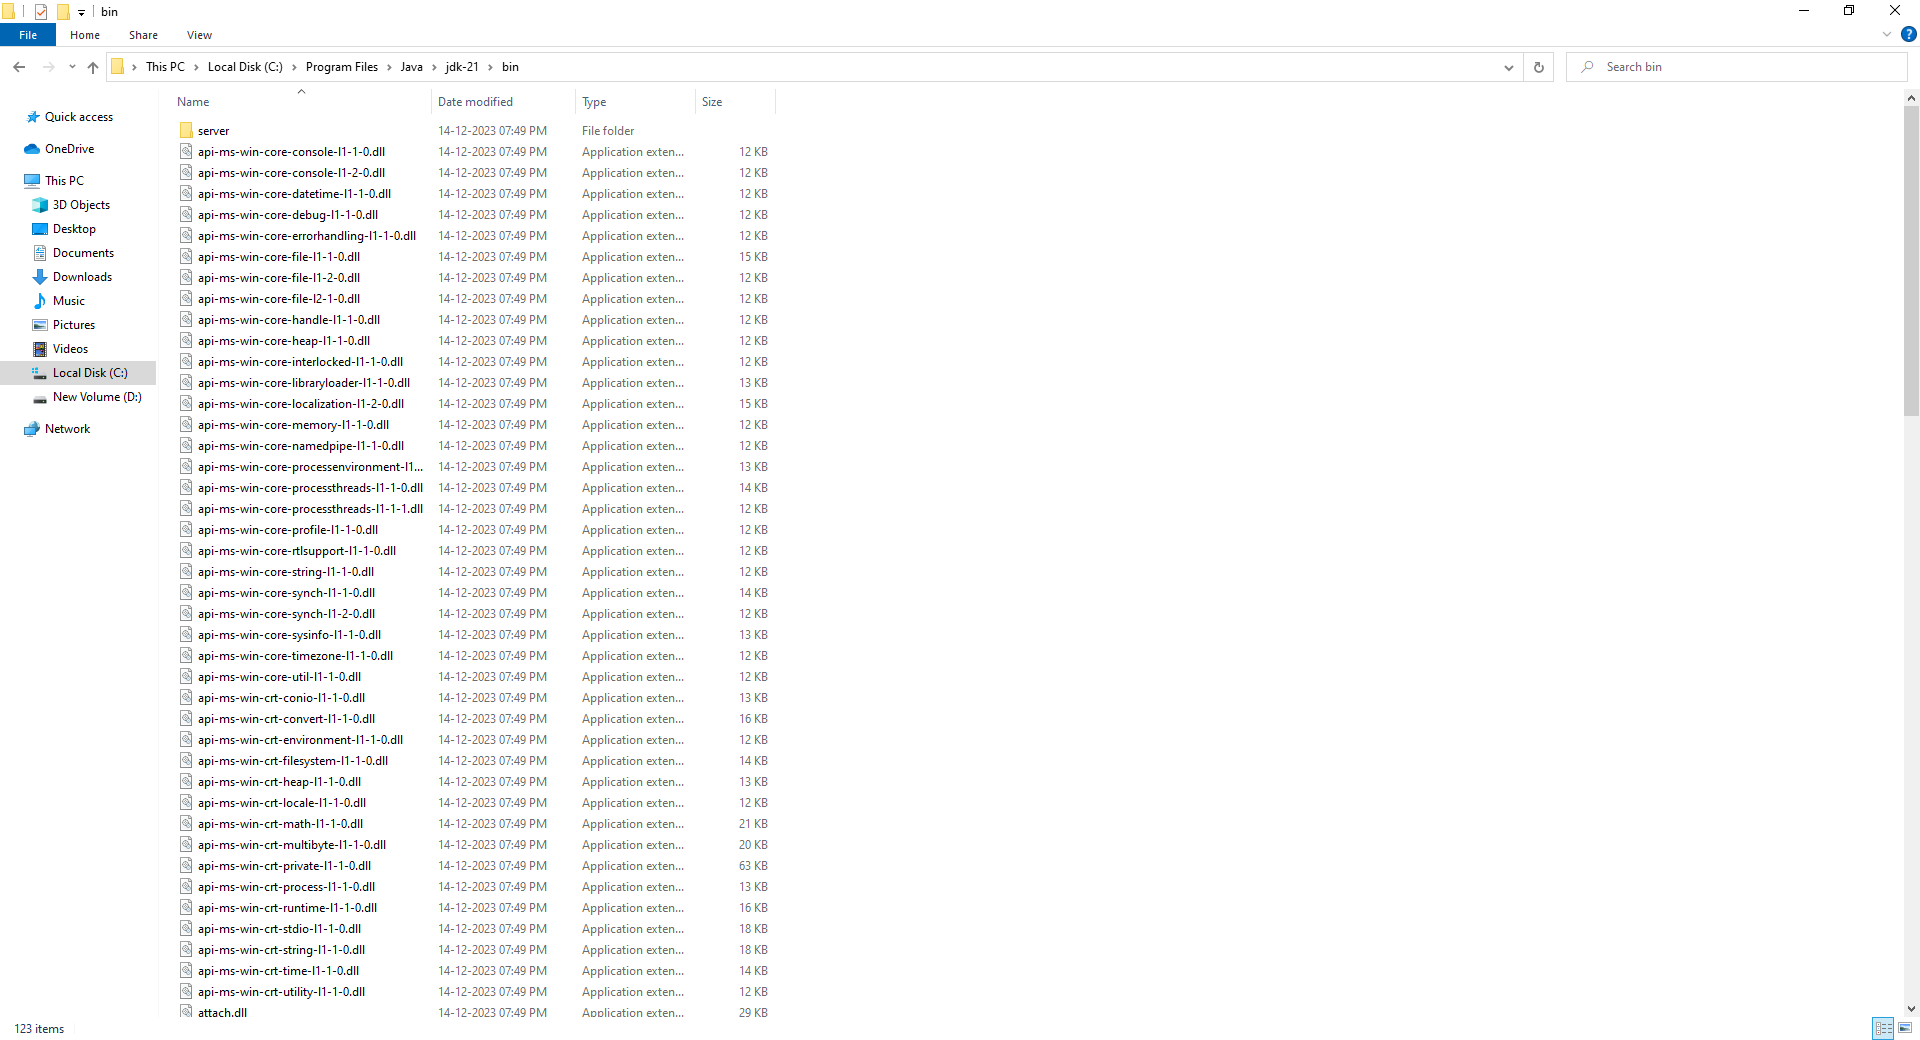 bin
File Home Share View
This PC Local Disk (C:) Program Files Java jdk-21 bin
Search bin
Name Date modified Type Size
Quick access
OneDrive
This PC
3D Objects
Desktop
Documents
Downloads
Music
Pictures
Videos
Local Disk (C:)
New Volume (D:)
Network
server 14-12-2023 07:49 PM File folder
api-ms-win-core-console-l1-1-0.dll 14-12-2023 07:49 PM Application exten... 12 KB
api-ms-win-core-console-l1-2-0.dll 14-12-2023 07:49 PM Application exten... 12 KB
api-ms-win-core-datetime-l1-1-0.dll 14-12-2023 07:49 PM Application exten... 12 KB
api-ms-win-core-debug-l1-1-0.dll 14-12-2023 07:49 PM Application exten... 12 KB
api-ms-win-core-errorhandling-l1-1-0.dll 14-12-2023 07:49 PM Application exten... 12 KB
api-ms-win-core-file-l1-1-0.dll 14-12-2023 07:49 PM Application exten... 15 KB
api-ms-win-core-file-l1-2-0.dll 14-12-2023 07:49 PM Application exten... 12 KB
api-ms-win-core-file-l2-1-0.dll 14-12-2023 07:49 PM Application exten... 12 KB
api-ms-win-core-handle-l1-1-0.dll 14-12-2023 07:49 PM Application exten... 12 KB
api-ms-win-core-heap-l1-1-0.dll 14-12-2023 07:49 PM Application exten... 12 KB
api-ms-win-core-interlocked-l1-1-0.dll 14-12-2023 07:49 PM Application exten... 12 KB
api-ms-win-core-libraryloader-l1-1-0.dll 14-12-2023 07:49 PM Application exten... 13 KB
api-ms-win-core-localization-l1-2-0.dll 14-12-2023 07:49 PM Application exten... 15 KB
api-ms-win-core-memory-l1-1-0.dll 14-12-2023 07:49 PM Application exten... 12 KB
api-ms-win-core-namedpipe-l1-1-0.dll 14-12-2023 07:49 PM Application exten... 12 KB
api-ms-win-core-processenvironment-l1... 14-12-2023 07:49 PM Application exten... 13 KB
api-ms-win-core-processthreads-l1-1-0.dll 14-12-2023 07:49 PM Application exten... 14 KB
api-ms-win-core-processthreads-l1-1-1.dll 14-12-2023 07:49 PM Application exten... 12 KB
api-ms-win-core-profile-l1-1-0.dll 14-12-2023 07:49 PM Application exten... 12 KB
api-ms-win-core-rtlsupport-l1-1-0.dll 14-12-2023 07:49 PM Application exten... 12 KB
api-ms-win-core-string-l1-1-0.dll 14-12-2023 07:49 PM Application exten... 12 KB
api-ms-win-core-synch-l1-1-0.dll 14-12-2023 07:49 PM Application exten... 14 KB
api-ms-win-core-synch-l1-2-0.dll 14-12-2023 07:49 PM Application exten... 12 KB
api-ms-win-core-sysinfo-l1-1-0.dll 14-12-2023 07:49 PM Application exten... 13 KB
api-ms-win-core-timezone-l1-1-0.dll 14-12-2023 07:49 PM Application exten... 12 KB
api-ms-win-core-util-l1-1-0.dll 14-12-2023 07:49 PM Application exten... 12 KB
api-ms-win-crt-conio-l1-1-0.dll 14-12-2023 07:49 PM Application exten... 13 KB
api-ms-win-crt-convert-l1-1-0.dll 14-12-2023 07:49 PM Application exten... 16 KB
api-ms-win-crt-environment-l1-1-0.dll 14-12-2023 07:49 PM Application exten... 12 KB
api-ms-win-crt-filesystem-l1-1-0.dll 14-12-2023 07:49 PM Application exten... 14 KB
api-ms-win-crt-heap-l1-1-0.dll 14-12-2023 07:49 PM Application exten... 13 KB
api-ms-win-crt-locale-l1-1-0.dll 14-12-2023 07:49 PM Application exten... 12 KB
api-ms-win-crt-math-l1-1-0.dll 14-12-2023 07:49 PM Application exten... 21 KB
api-ms-win-crt-multibyte-l1-1-0.dll 14-12-2023 07:49 PM Application exten... 20 KB
api-ms-win-crt-private-l1-1-0.dll 14-12-2023 07:49 PM Application exten... 63 KB
api-ms-win-crt-process-l1-1-0.dll 14-12-2023 07:49 PM Application exten... 13 KB
api-ms-win-crt-runtime-l1-1-0.dll 14-12-2023 07:49 PM Application exten... 16 KB
api-ms-win-crt-stdio-l1-1-0.dll 14-12-2023 07:49 PM Application exten... 18 KB
api-ms-win-crt-string-l1-1-0.dll 14-12-2023 07:49 PM Application exten... 18 KB
api-ms-win-crt-time-l1-1-0.dll 14-12-2023 07:49 PM Application exten... 14 KB
api-ms-win-crt-utility-l1-1-0.dll 14-12-2023 07:49 PM Application exten... 12 KB
attach.dll 14-12-2023 07:49 PM Application exten... 29 KB
123 items